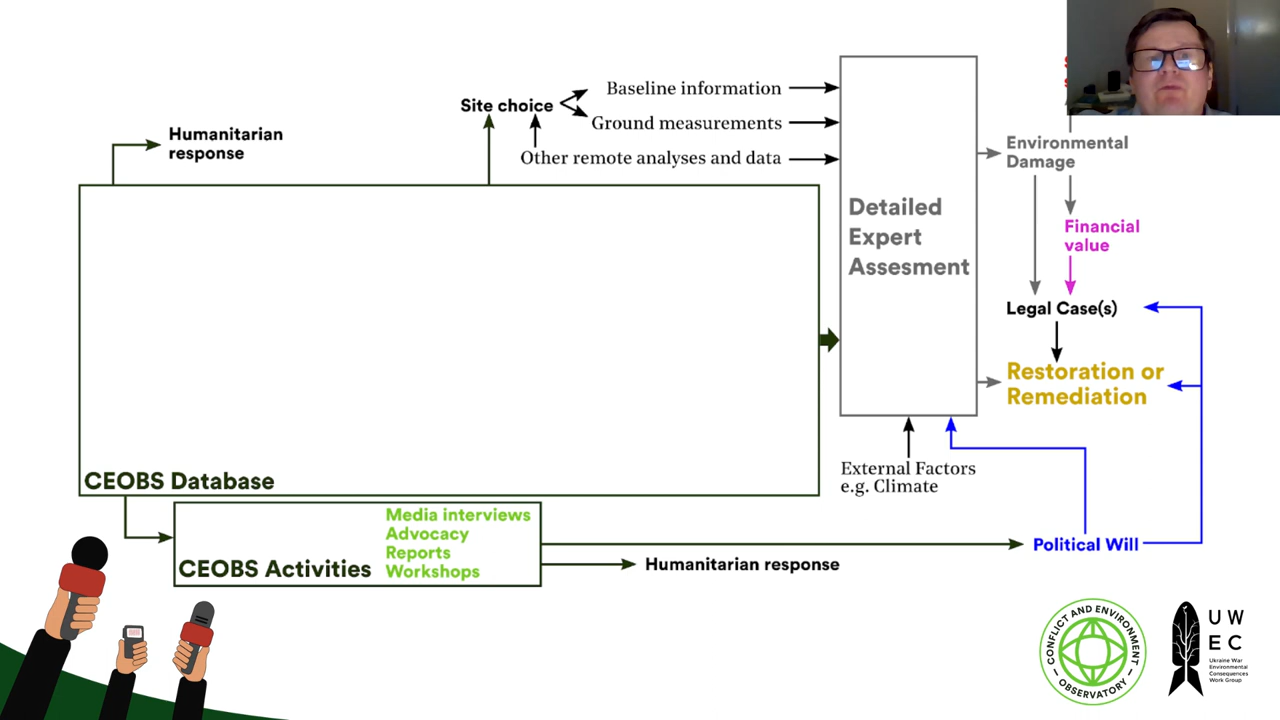 Baseline information
Site choice
Ground measurements
Humanitarian
response
Other remote analyses and data
Environmental
Damage
Detailed
Expert
Assesment
Financial
value
Legal Case(s)
Restoration or
Remediation
External Factors
e.g. Climate
CEOBS Database
Media interviews
Advocacy
Reports
Workshops
CEOBS Activities
Political Will
Humanitarian response
CONFLICT AND ENVIRONMENT
OBSERVATORY
U W
E C
Ukraine War
Environmental
Consequences
Work Group